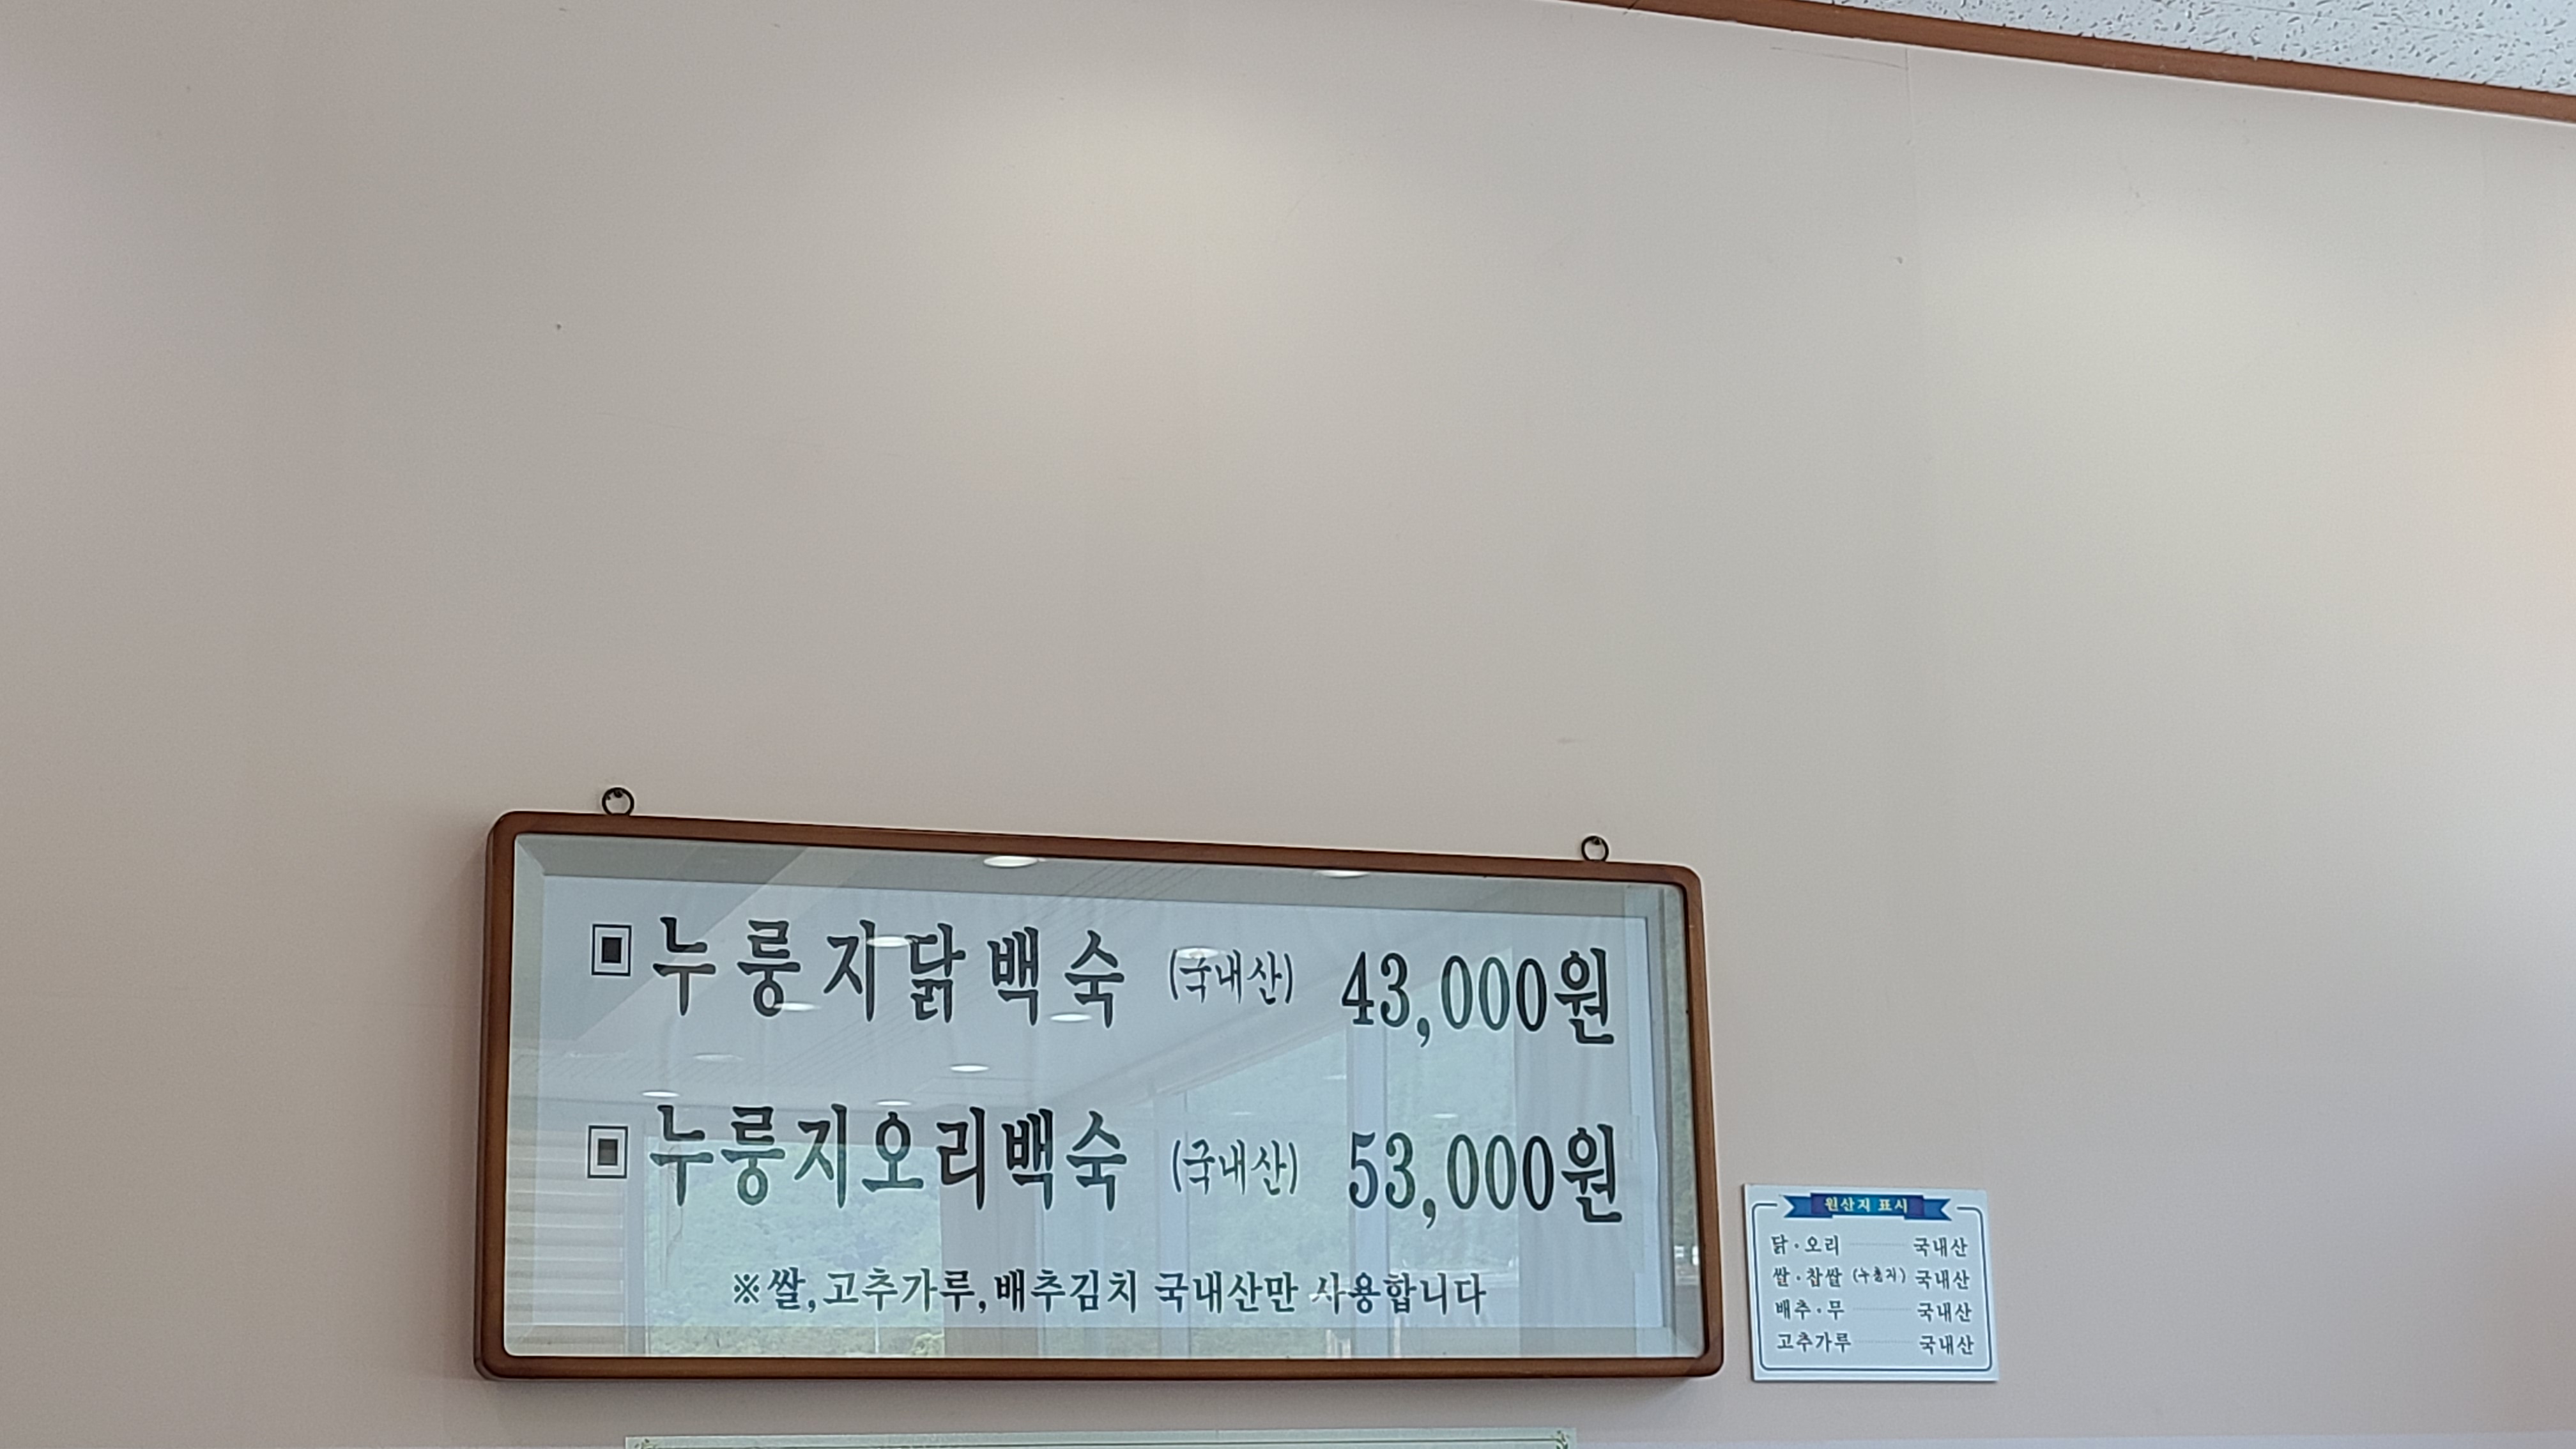 ▣ 누룽지닭백숙 (국내산) 43,000원
▣ 누룽지오리백숙 (국내산) 53,000원
※쌀,고추가루,배추김치 국내산만 사용합니다
원산지 표시
닭·오리 국내산
쌀·찹쌀 (누룽지) 국내산
배추·무 국내산
고추가루 국내산